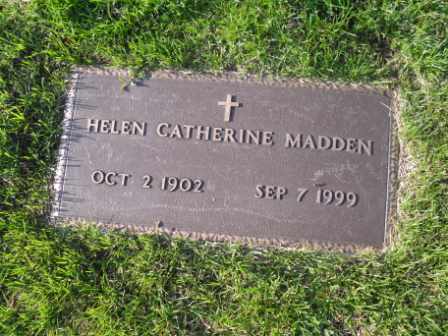 HELEN CATHERINE MADDEN
OCT 2 1902 SEP 7 1999